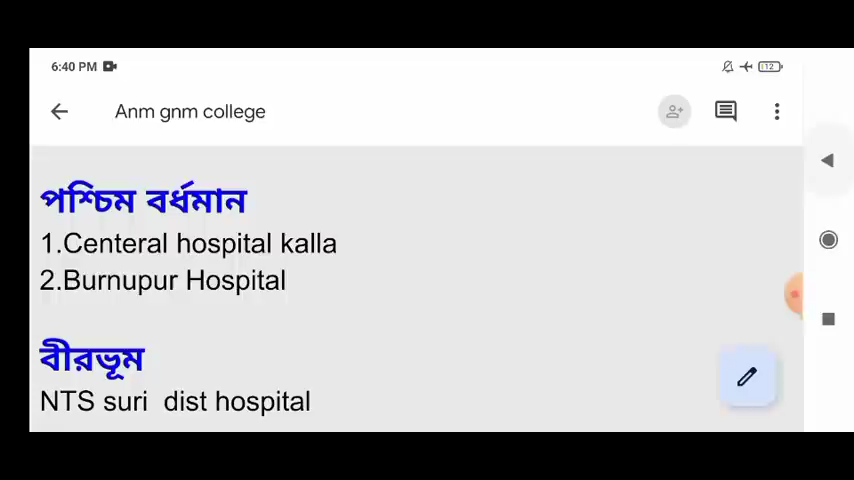 6:40 PM
12
Anm gnm college
পশ্চিম বর্ধমান
1.Centeral hospital kalla
2.Burnupur Hospital
বীরভূম
NTS suri dist hospital